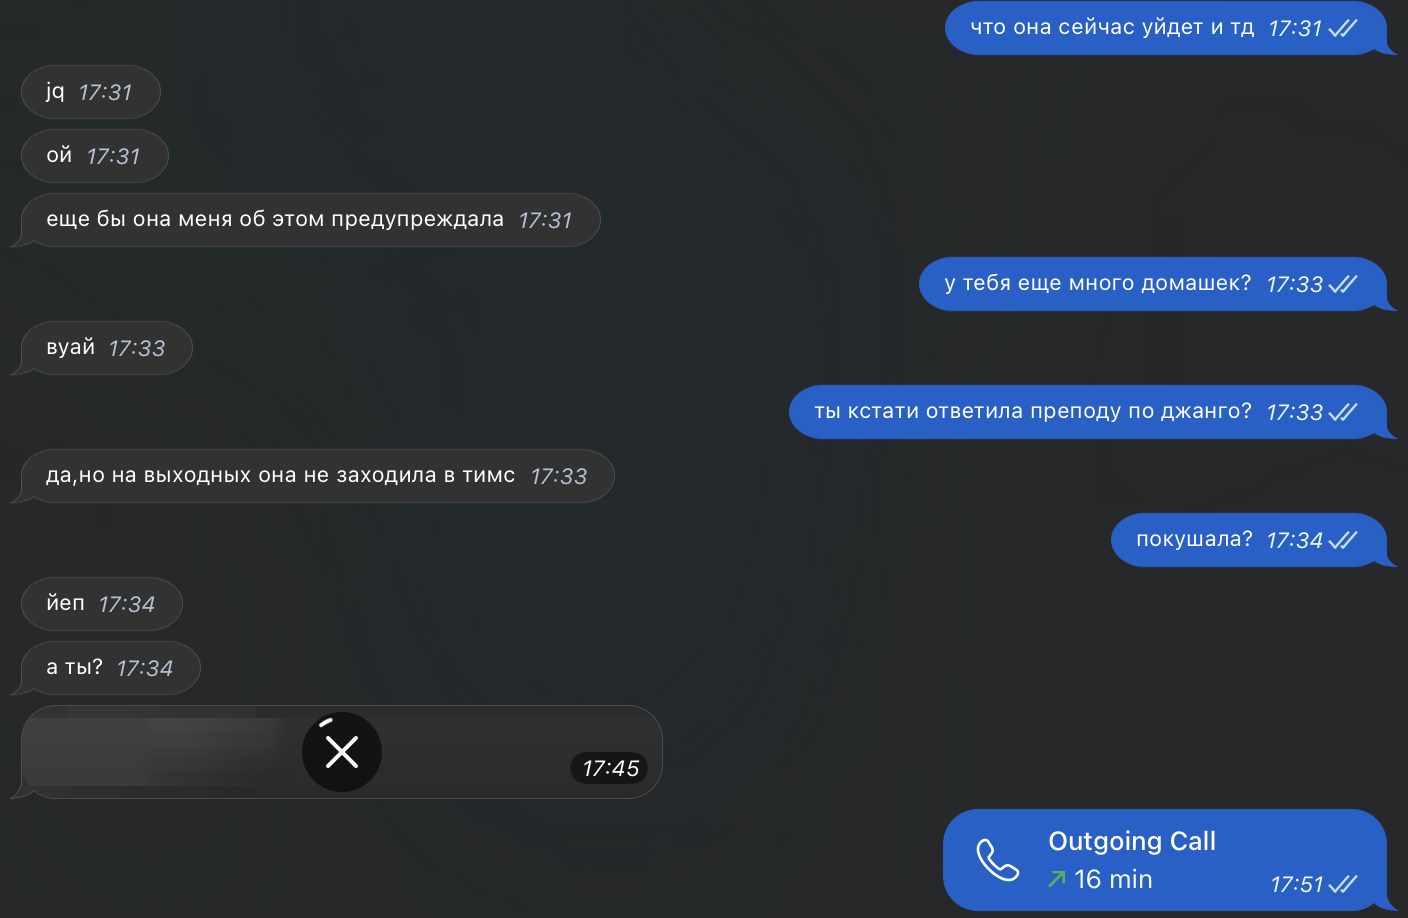 что она сейчас уйдет и тд 17:31
jq 17:31
ой 17:31
еще бы она меня об этом предупреждала 17:31
у тебя еще много домашек? 17:33
вуай 17:33
ты кстати ответила преподу по джанго? 17:33
да,но на выходных она не заходила в тимс 17:33
покушала? 17:34
йеп 17:34
а ты? 17:34
17:45
Outgoing Call
16 min 17:51